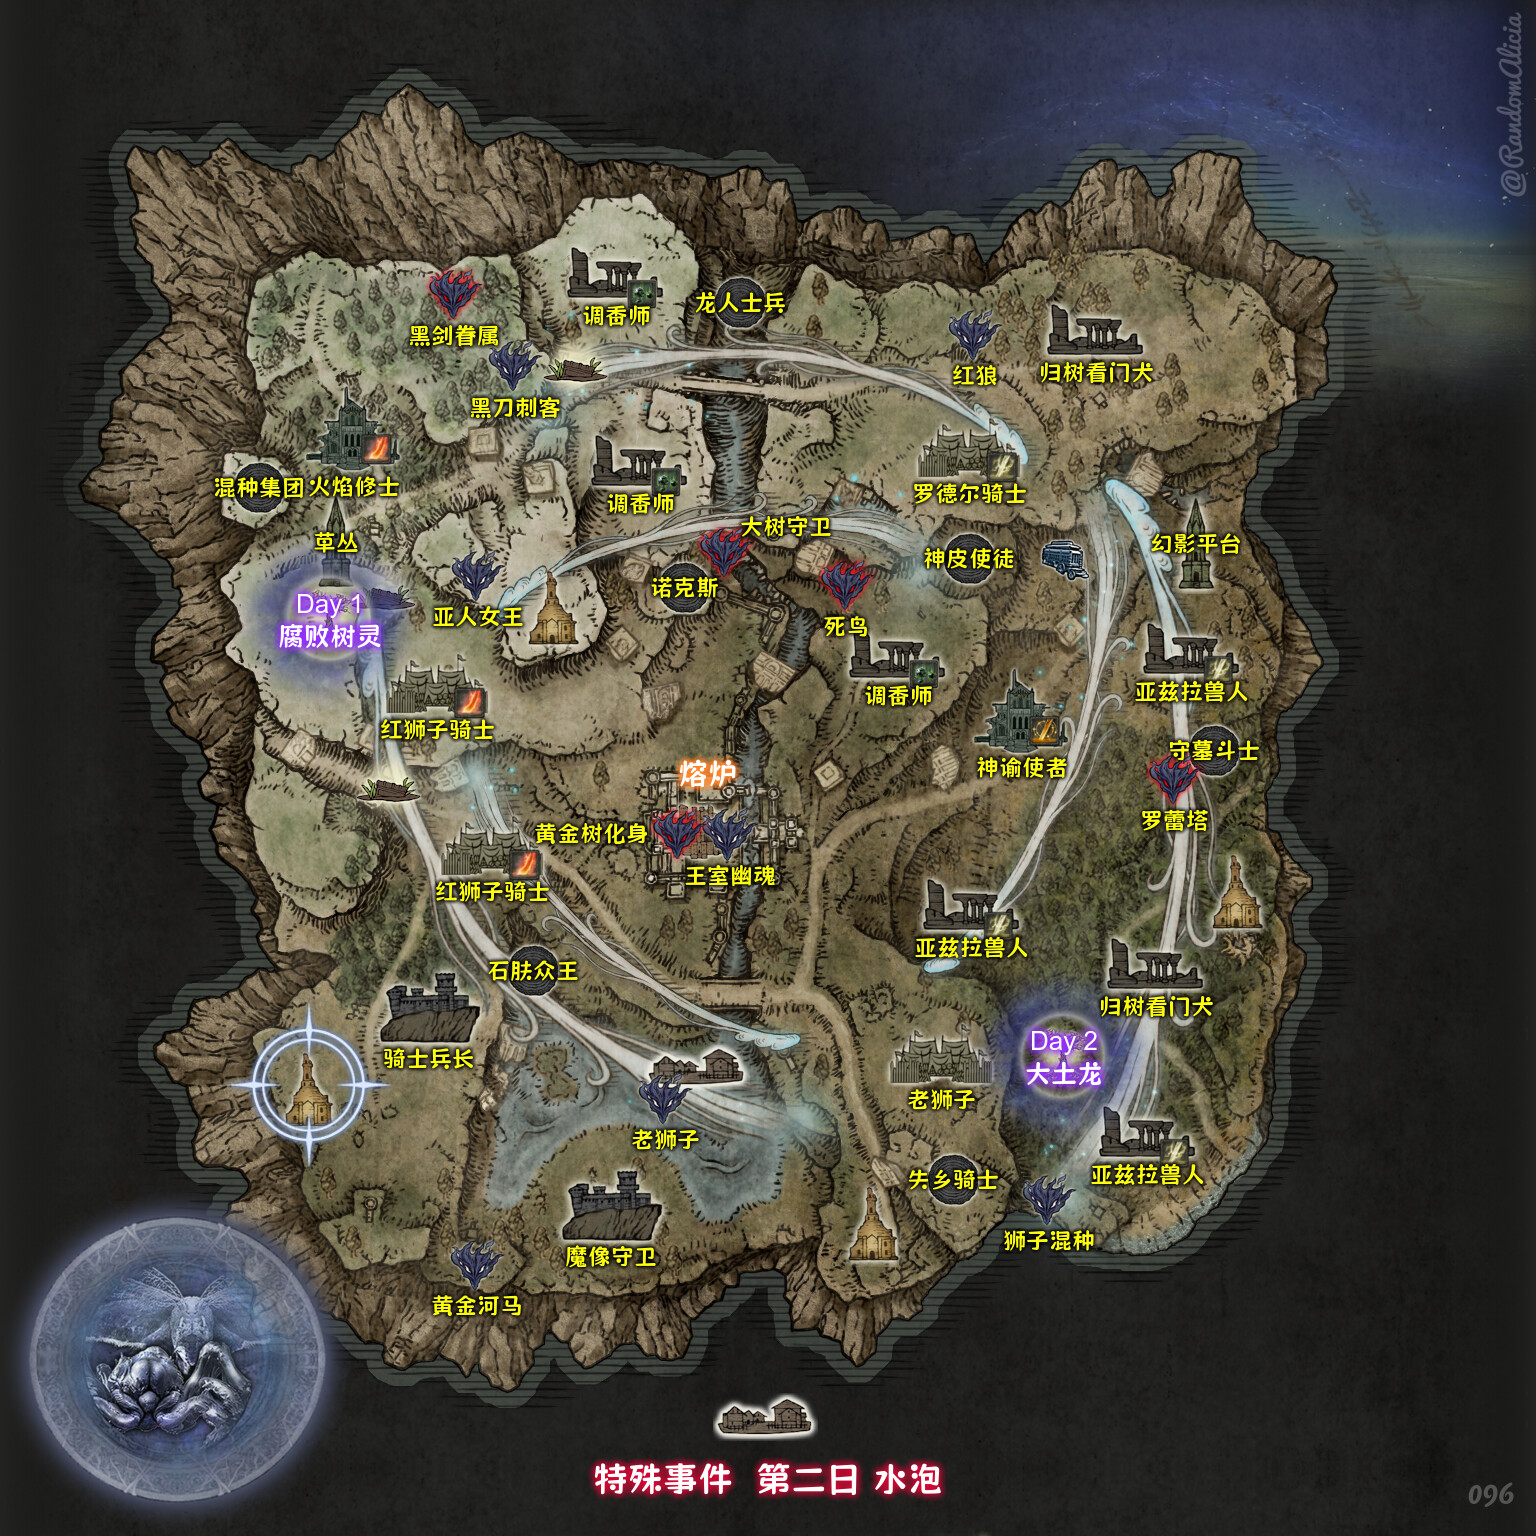 @RandomAlicia
调香师
龙人士兵
黑剑眷属
红狼
归树看门犬
黑刀刺客
混种集团
火焰修士
调香师
罗德尔骑士
大树守卫
草丛
神皮使徒
幻影平台
诺克斯
Day 1
腐败树灵
亚人女王
死鸟
调香师
亚兹拉兽人
红狮子骑士
守墓斗士
神谕使者
熔炉
罗蕾塔
黄金树化身
王室幽魂
红狮子骑士
亚兹拉兽人
石肤众王
归树看门犬
骑士兵长
Day 2
大土龙
老狮子
老狮子
亚兹拉兽人
失乡骑士
狮子混种
魔像守卫
黄金河马
特殊事件 第二日 水泡
096